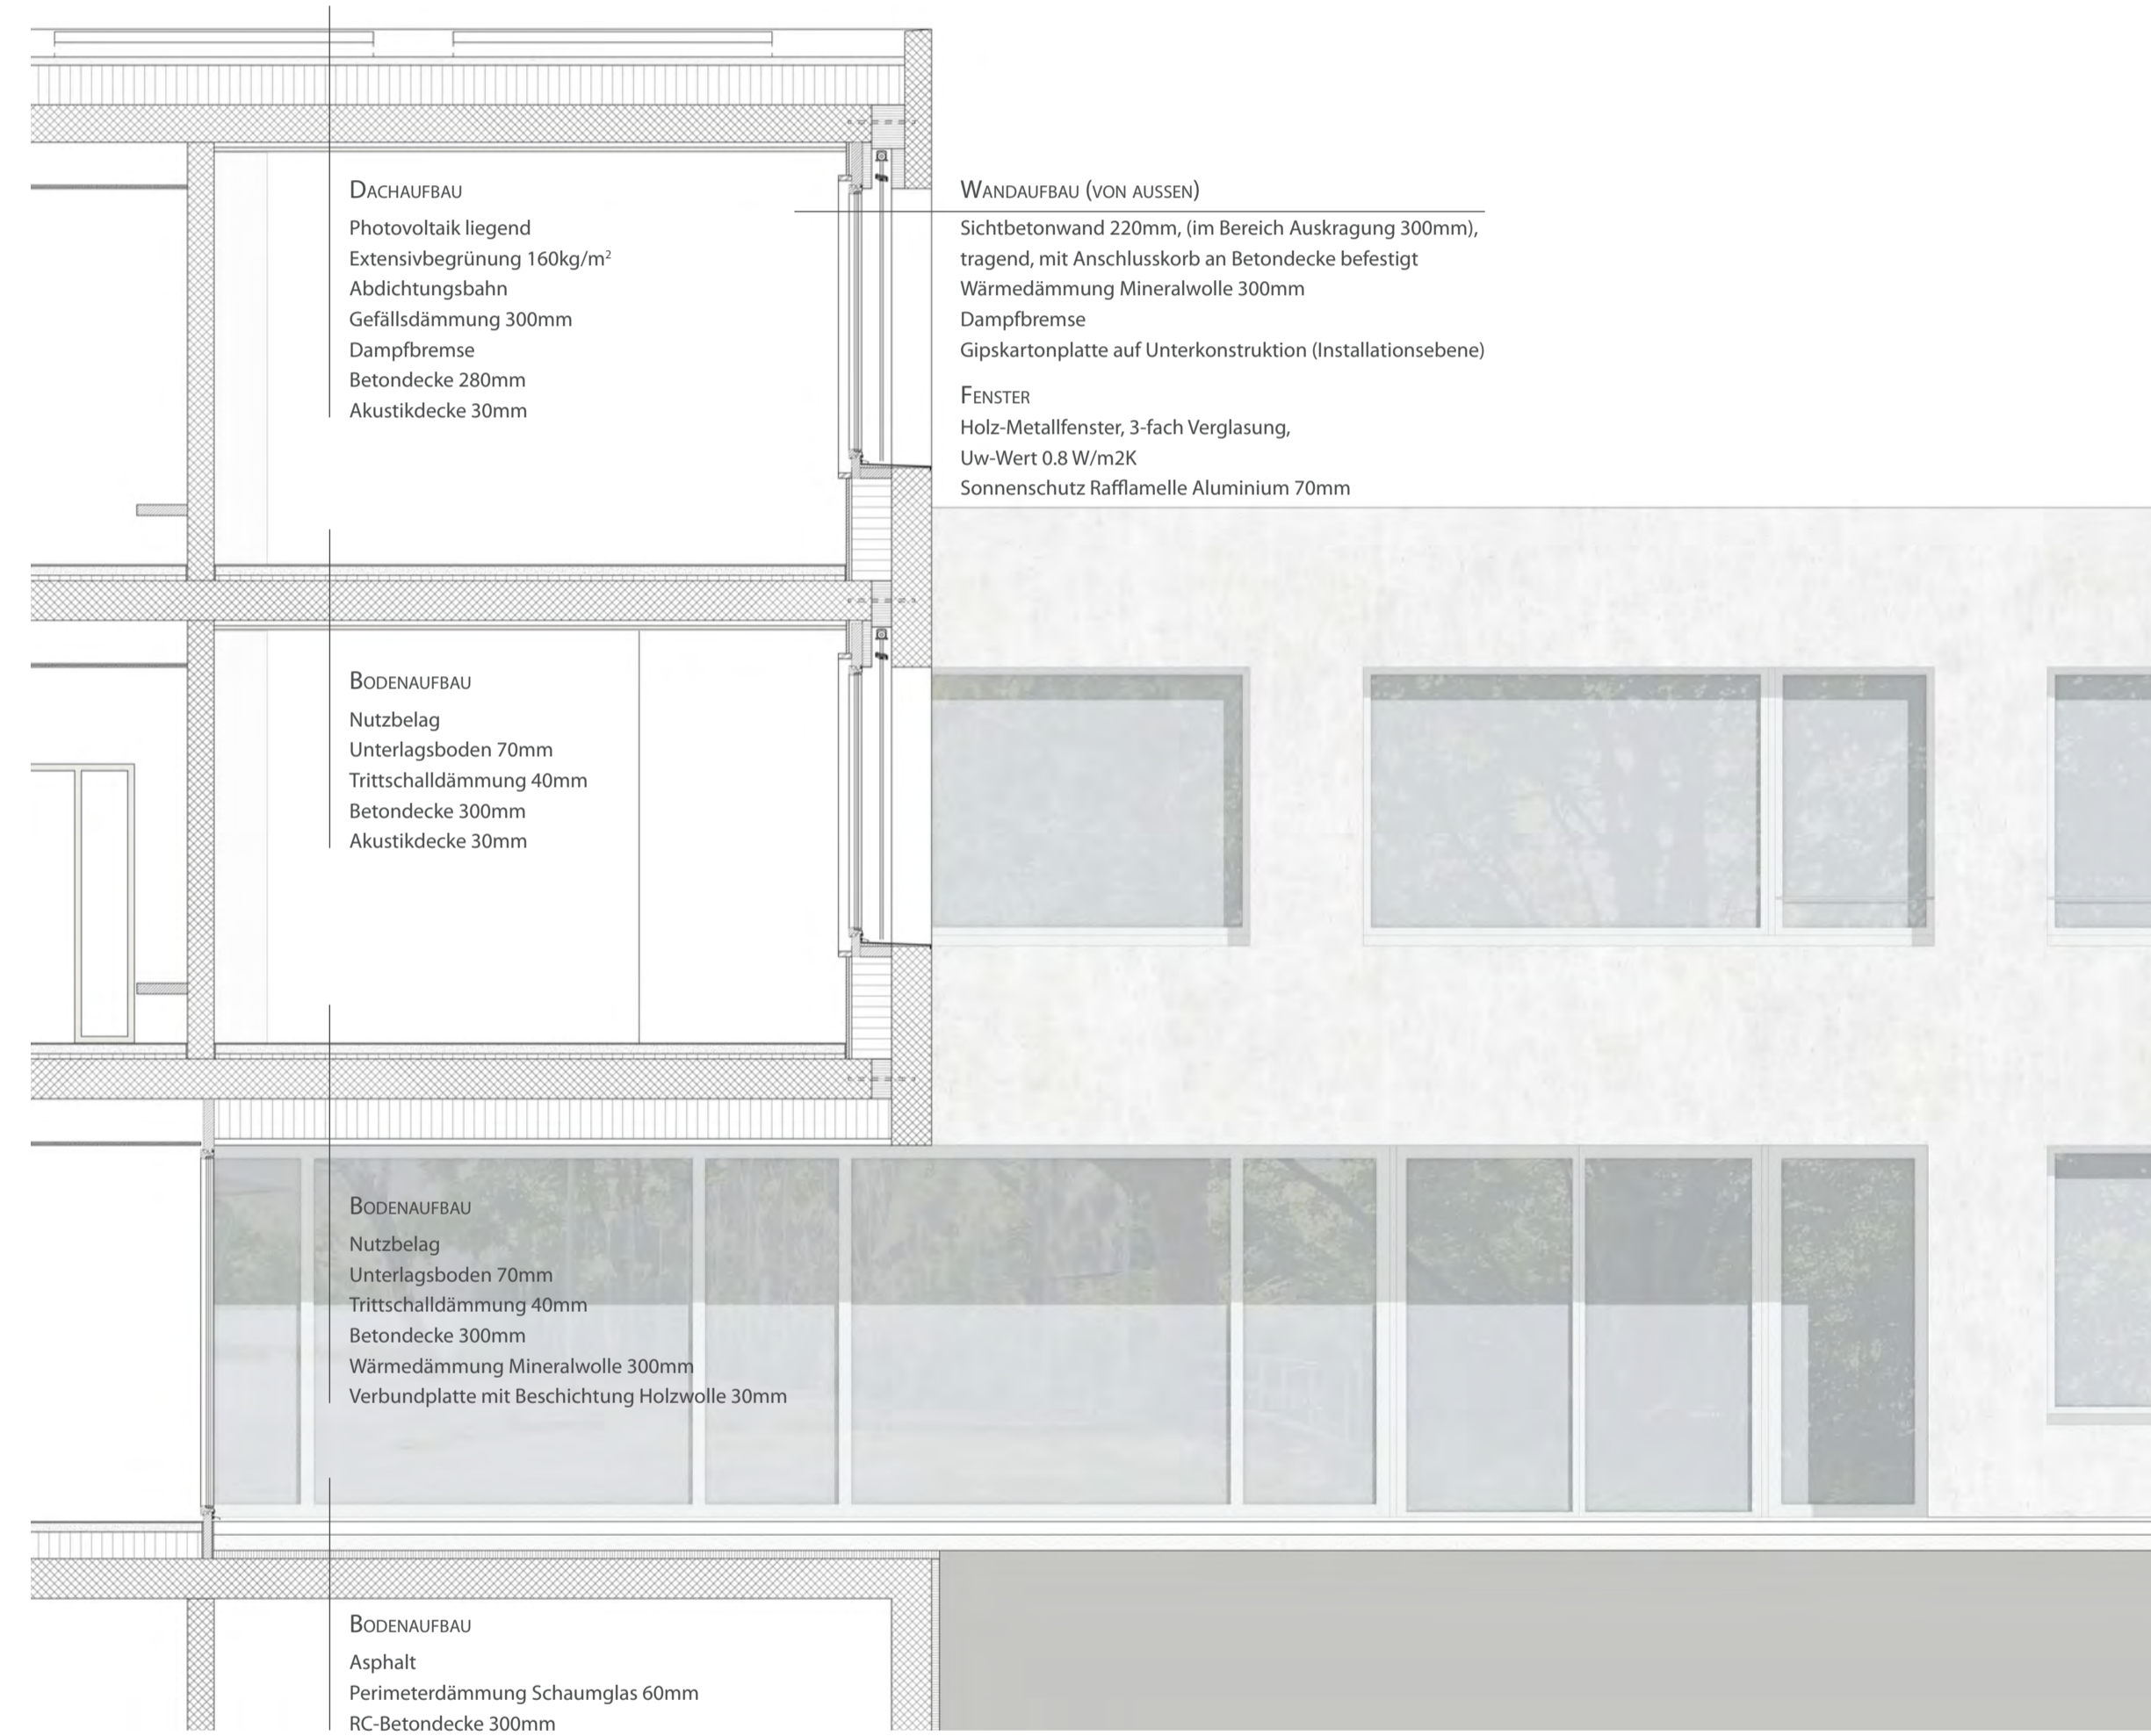 Dachaufbau
Photovoltaik liegend
Extensivbegrünung 160kg/m²
Abdichtungsbahn
Gefällsdämmung 300mm
Dampfbremse
Betondecke 280mm
Akustikdecke 30mm
Wandaufbau (von aussen)
Sichtbetonwand 220mm, (im Bereich Auskragung 300mm),
tragend, mit Anschlusskorb an Betondecke befestigt
Wärmedämmung Mineralwolle 300mm
Dampfbremse
Gipskartonplatte auf Unterkonstruktion (Installationsebene)
Fenster
Holz-Metallfenster, 3-fach Verglasung,
Uw-Wert 0.8 W/m2K
Sonnenschutz Rafflamelle Aluminium 70mm
Bodenaufbau
Nutzbelag
Unterlagsboden 70mm
Trittschalldämmung 40mm
Betondecke 300mm
Akustikdecke 30mm
Bodenaufbau
Nutzbelag
Unterlagsboden 70mm
Trittschalldämmung 40mm
Betondecke 300mm
Wärmedämmung Mineralwolle 300mm
Verbundplatte mit Beschichtung Holzwolle 30mm
Bodenaufbau
Asphalt
Perimeterdämmung Schaumglas 60mm
RC-Betondecke 300mm